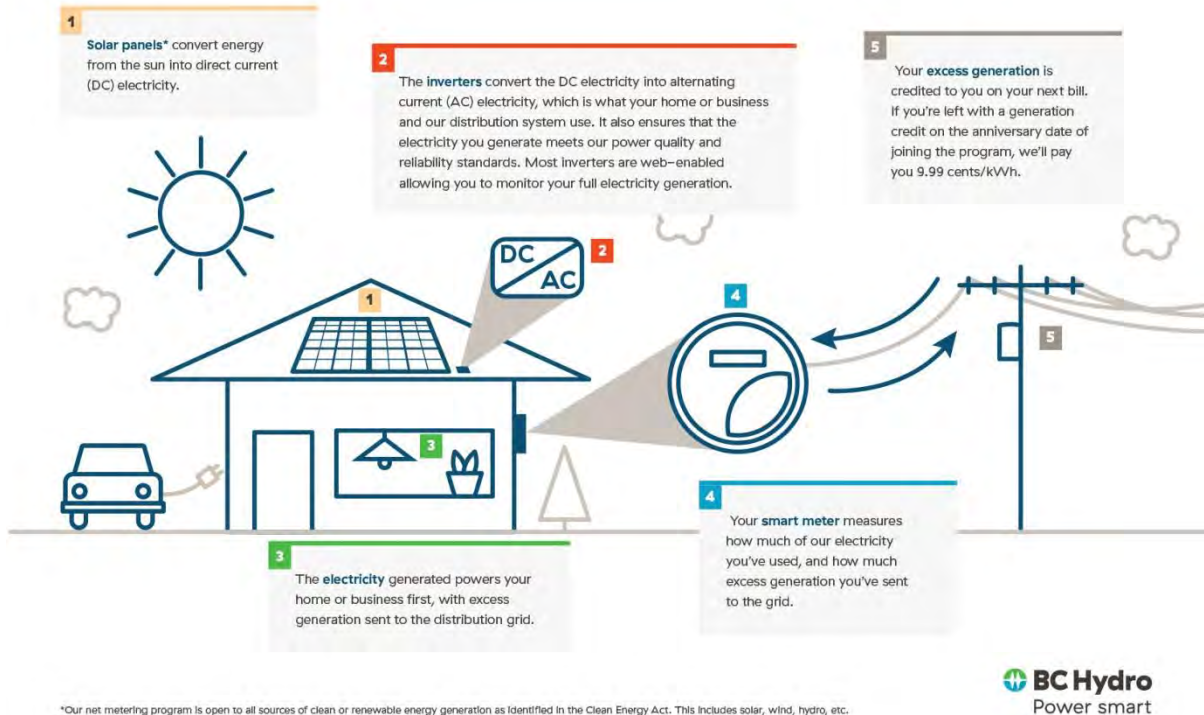 1
Solar panels* convert energy
from the sun into direct current
(DC) electricity.
2
The inverters convert the DC electricity into alternating
current (AC) electricity, which is what your home or business
and our distribution system use. It also ensures that the
electricity you generate meets our power quality and
reliability standards. Most inverters are web-enabled
allowing you to monitor your full electricity generation.
5
Your excess generation is
credited to you on your next bill.
If you're left with a generation
credit on the anniversary date of
joining the program, we'll pay
you 9.99 cents/kWh.
DC
AC
2
1
4
5
3
3
The electricity generated powers your
home or business first, with excess
generation sent to the distribution grid.
4
Your smart meter measures
how much of our electricity
you've used, and how much
excess generation you've sent
to the grid.
BC Hydro
Power smart
*Our net metering program is open to all sources of clean or renewable energy generation as identified in the Clean Energy Act. This includes solar, wind, hydro, etc.